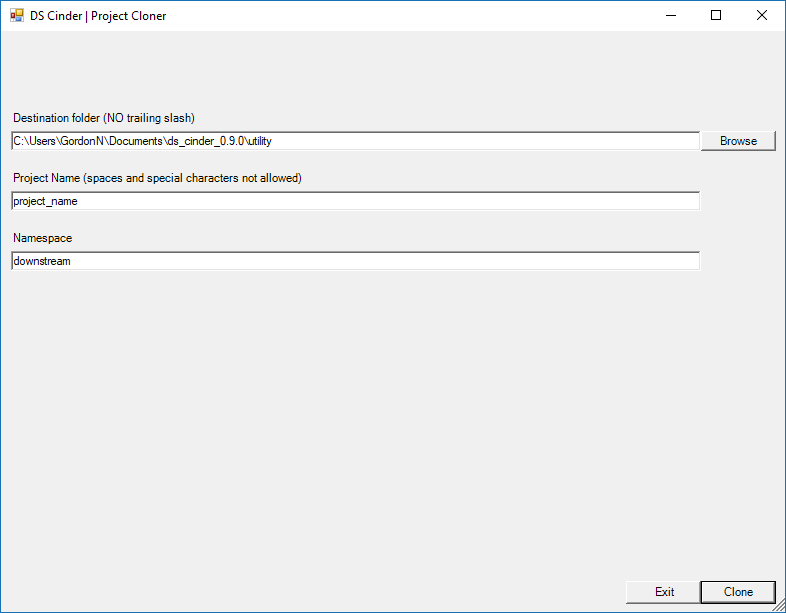 DS Cinder | Project Cloner
Destination folder (NO trailing slash)
C:\Users\GordonN\Documents\ds_cinder_0.9.0\utility
Browse
Project Name (spaces and special characters not allowed)
project_name
Namespace
downstream
Exit
Clone